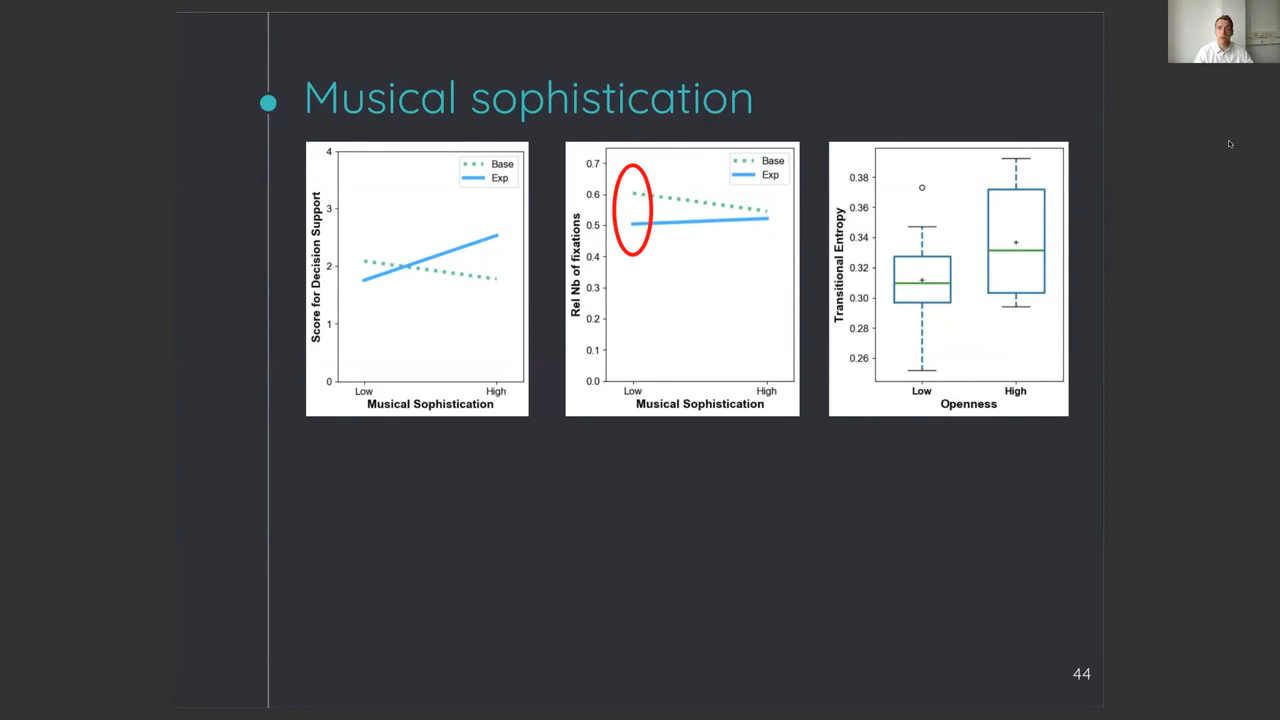 Musical sophistication
4
3
2
1
0
Score for Decision Support
Base
Exp
Low
High
Musical Sophistication
0.7
0.6
0.5
0.4
0.3
0.2
0.1
0.0
Rel Nb of fixations
Base
Exp
Low
High
Musical Sophistication
0.38
0.36
0.34
0.32
0.30
0.28
0.26
Transitional Entropy
Low
High
Openness
44